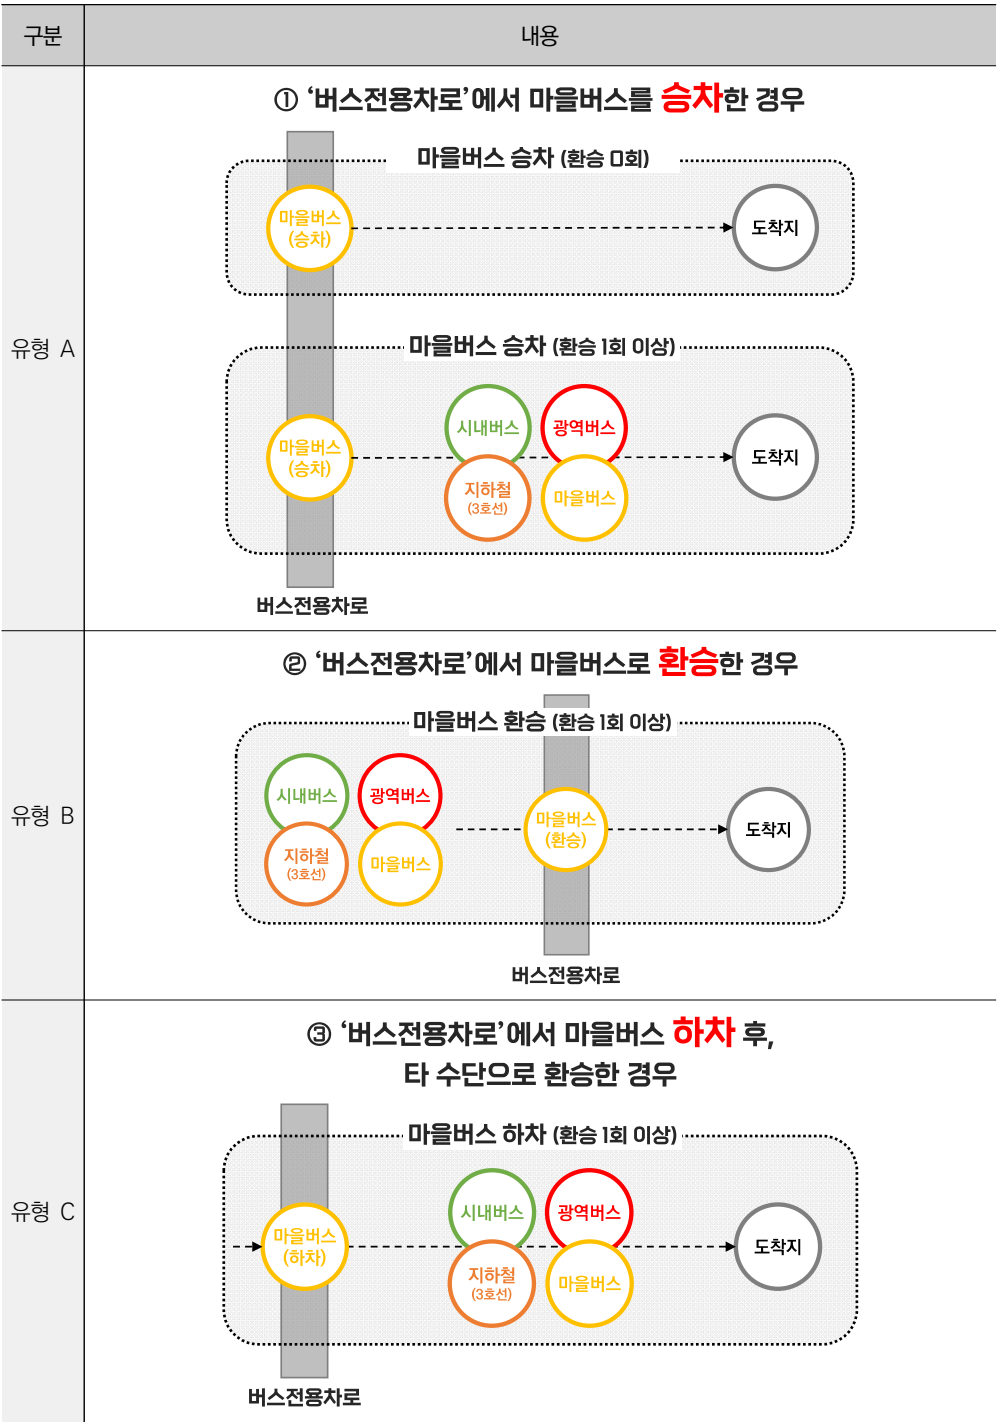 구분 내용
유형 A
① ‘버스전용차로’에서 마을버스를 승차한 경우
마을버스 승차 (환승 0회)
마을버스
(승차)
도착지
마을버스 승차 (환승 1회 이상)
마을버스
(승차)
시내버스
광역버스
지하철
(3호선)
마을버스
도착지
버스전용차로
유형 B
② ‘버스전용차로’에서 마을버스로 환승한 경우
마을버스 환승 (환승 1회 이상)
시내버스
광역버스
지하철
(3호선)
마을버스
마을버스
(환승)
도착지
버스전용차로
유형 C
③ ‘버스전용차로’에서 마을버스 하차 후,
타 수단으로 환승한 경우
마을버스 하차 (환승 1회 이상)
마을버스
(하차)
시내버스
광역버스
지하철
(3호선)
마을버스
도착지
버스전용차로